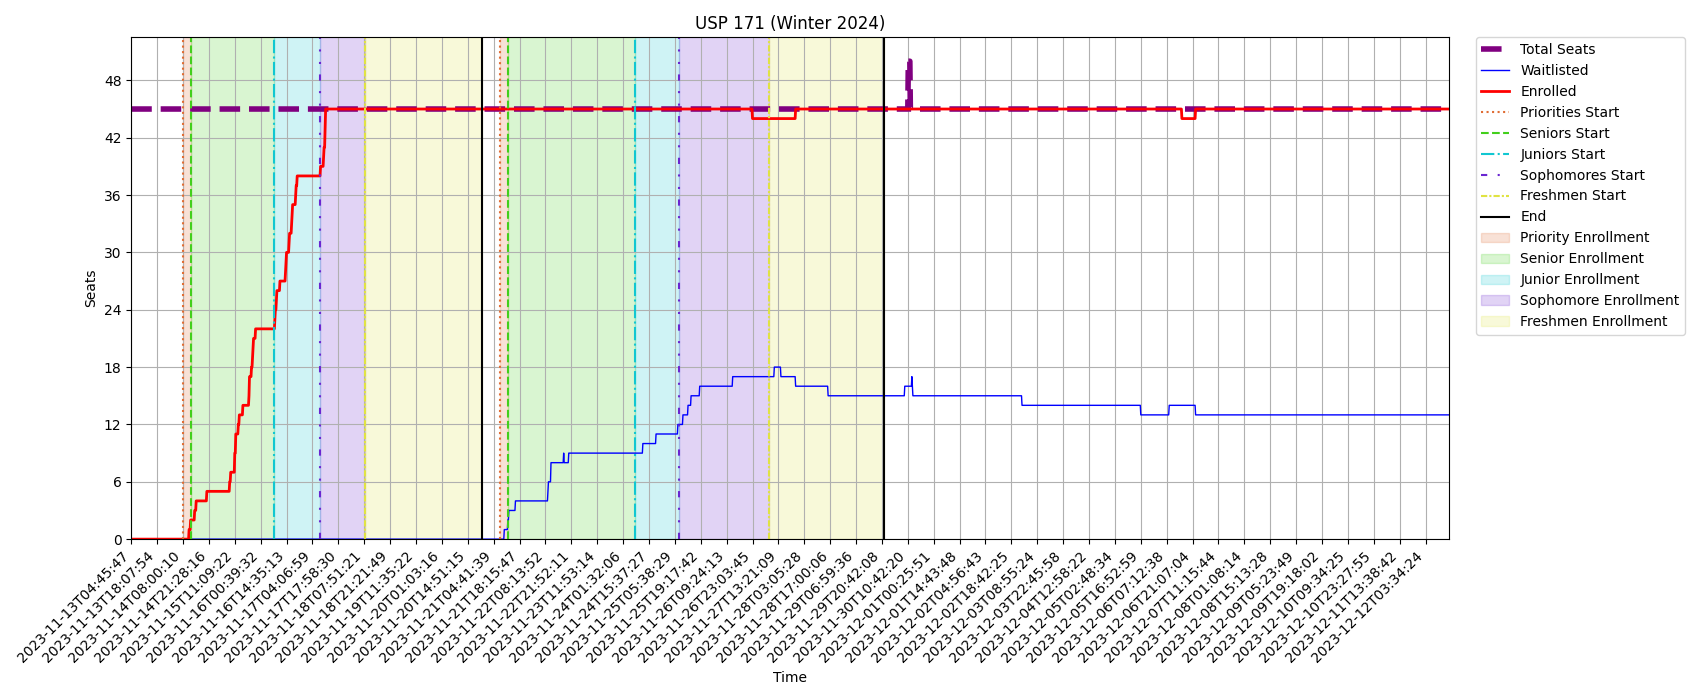 USP 171 (Winter 2024)
Seats
48
42
36
30
24
18
12
6
0
2023-11-13T04:45:47
2023-11-13T18:07:54
2023-11-14T08:00:10
2023-11-14T21:28:16
2023-11-15T11:09:22
2023-11-16T00:39:32
2023-11-16T14:35:13
2023-11-17T04:06:59
2023-11-17T17:58:30
2023-11-18T07:51:21
2023-11-18T21:21:49
2023-11-19T11:35:22
2023-11-20T01:03:16
2023-11-20T14:51:15
2023-11-21T04:41:39
2023-11-21T18:15:47
2023-11-22T08:13:52
2023-11-22T21:52:11
2023-11-23T11:53:14
2023-11-24T01:32:06
2023-11-24T15:37:27
2023-11-25T05:38:29
2023-11-25T19:17:42
2023-11-26T09:24:13
2023-11-26T23:03:45
2023-11-27T13:21:09
2023-11-28T03:05:28
2023-11-28T17:00:06
2023-11-29T06:59:36
2023-11-29T20:42:08
2023-11-30T10:42:20
2023-12-01T00:25:51
2023-12-01T14:43:48
2023-12-02T04:56:43
2023-12-02T18:42:25
2023-12-03T08:55:24
2023-12-03T22:45:58
2023-12-04T12:58:22
2023-12-05T02:48:34
2023-12-05T16:52:59
2023-12-06T07:12:38
2023-12-06T21:07:04
2023-12-07T11:15:44
2023-12-08T01:08:14
2023-12-08T15:13:28
2023-12-09T05:23:49
2023-12-09T19:18:02
2023-12-10T09:34:25
2023-12-10T23:27:55
2023-12-11T13:38:42
2023-12-12T03:34:24
Time
Total Seats
Waitlisted
Enrolled
Priorities Start
Seniors Start
Juniors Start
Sophomores Start
Freshmen Start
End
Priority Enrollment
Senior Enrollment
Junior Enrollment
Sophomore Enrollment
Freshmen Enrollment